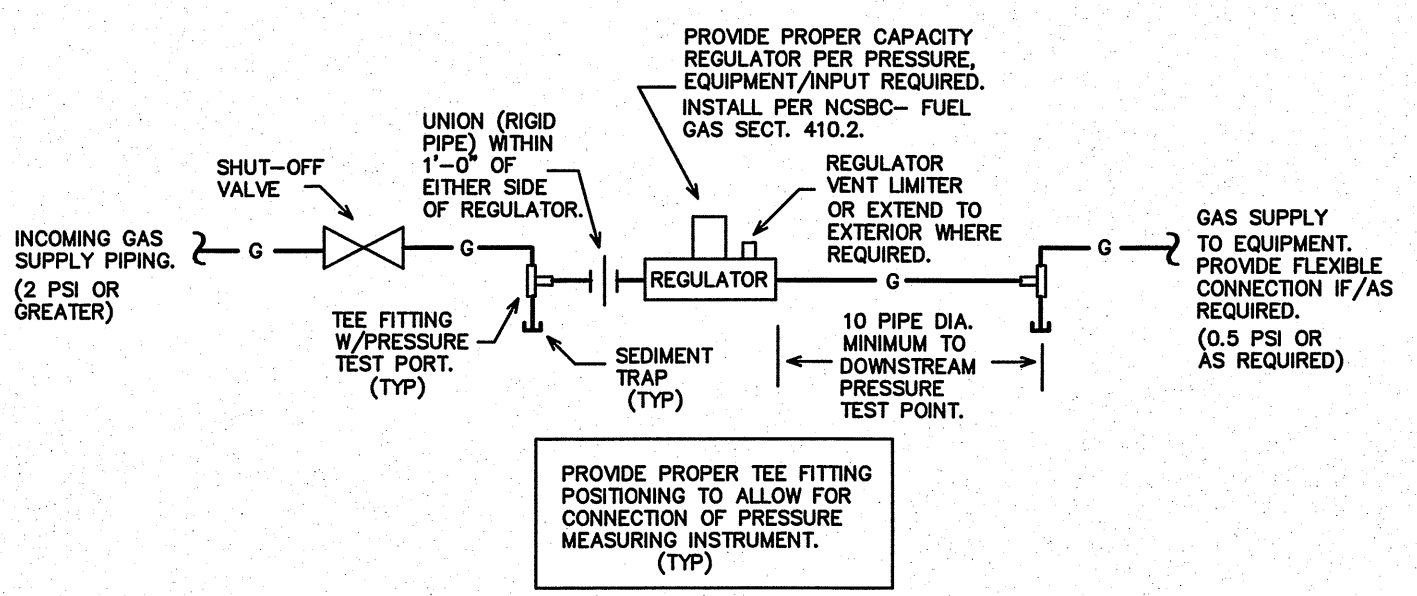 PROVIDE PROPER CAPACITY
REGULATOR PER PRESSURE,
EQUIPMENT/INPUT REQUIRED.
INSTALL PER NCSBC- FUEL
GAS SECT. 410.2.
UNION (RIGID
PIPE) WITHIN
1'-0" OF
EITHER SIDE
OF REGULATOR.
SHUT-OFF
VALVE
REGULATOR
VENT LIMITER
OR EXTEND TO
EXTERIOR WHERE
REQUIRED.
INCOMING GAS
SUPPLY PIPING.
(2 PSI OR
GREATER)
G
G
REGULATOR
G
G
GAS SUPPLY
TO EQUIPMENT.
PROVIDE FLEXIBLE
CONNECTION IF/AS
REQUIRED.
(0.5 PSI OR
AS REQUIRED)
TEE FITTING
W/PRESSURE
TEST PORT.
(TYP)
SEDIMENT
TRAP
(TYP)
10 PIPE DIA.
MINIMUM TO
DOWNSTREAM
PRESSURE
TEST POINT.
PROVIDE PROPER TEE FITTING
POSITIONING TO ALLOW FOR
CONNECTION OF PRESSURE
MEASURING INSTRUMENT.
(TYP)